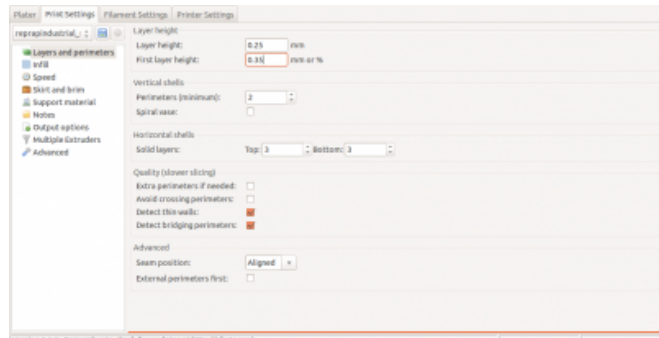 Plater Print Settings Filament Settings Printer Settings
reprapindustrial_
Layers and perimeters
Infill
Speed
Skirt and brim
Support material
Notes
Output options
Multiple Extruders
Advanced
Layer height
Layer height: 0.25 mm
First layer height: 0.35 mm or %
Vertical shells
Perimeters (minimum): 2
Spiral vase:
Horizontal shells
Solid layers: Top: 3 Bottom: 3
Quality (slower slicing)
Extra perimeters if needed:
Avoid crossing perimeters:
Detect thin walls:
Detect bridging perimeters:
Advanced
Seam position: Aligned
External perimeters first: